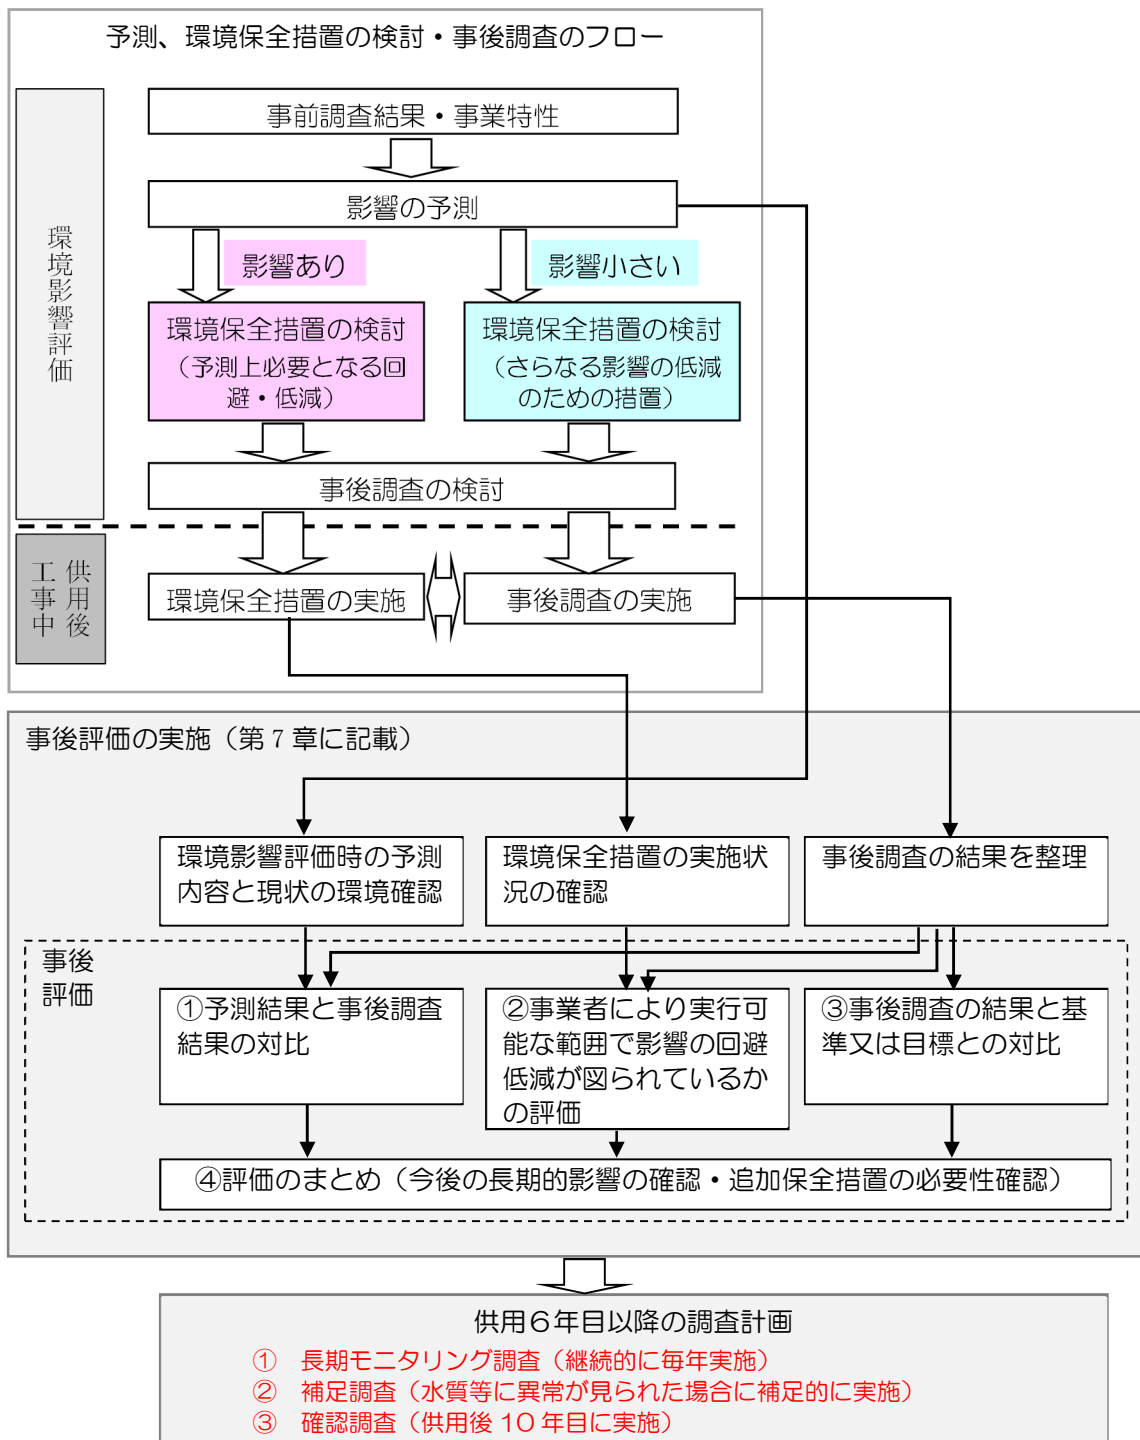 予測、環境保全措置の検討・事後調査のフロー
環境影響評価
事前調査結果・事業特性
影響の予測
影響あり
影響小さい
環境保全措置の検討
（予測上必要となる回
避・低減）
環境保全措置の検討
（さらなる影響の低減
のための措置）
事後調査の検討
供用後
工事中
環境保全措置の実施
事後調査の実施
事後評価の実施（第７章に記載）
環境影響評価時の予測
内容と現状の環境確認
環境保全措置の実施状
況の確認
事後調査の結果を整理
事後
評価
①予測結果と事後調査
結果の対比
②事業者により実行可
能な範囲で影響の回避
低減が図られているか
の評価
③事後調査の結果と基
準又は目標との対比
④評価のまとめ（今後の長期的影響の確認・追加保全措置の必要性確認）
供用６年目以降の調査計画
①　長期モニタリング調査（継続的に毎年実施）
②　補足調査（水質等に異常が見られた場合に補足的に実施）
③　確認調査（供用後 10 年目に実施）